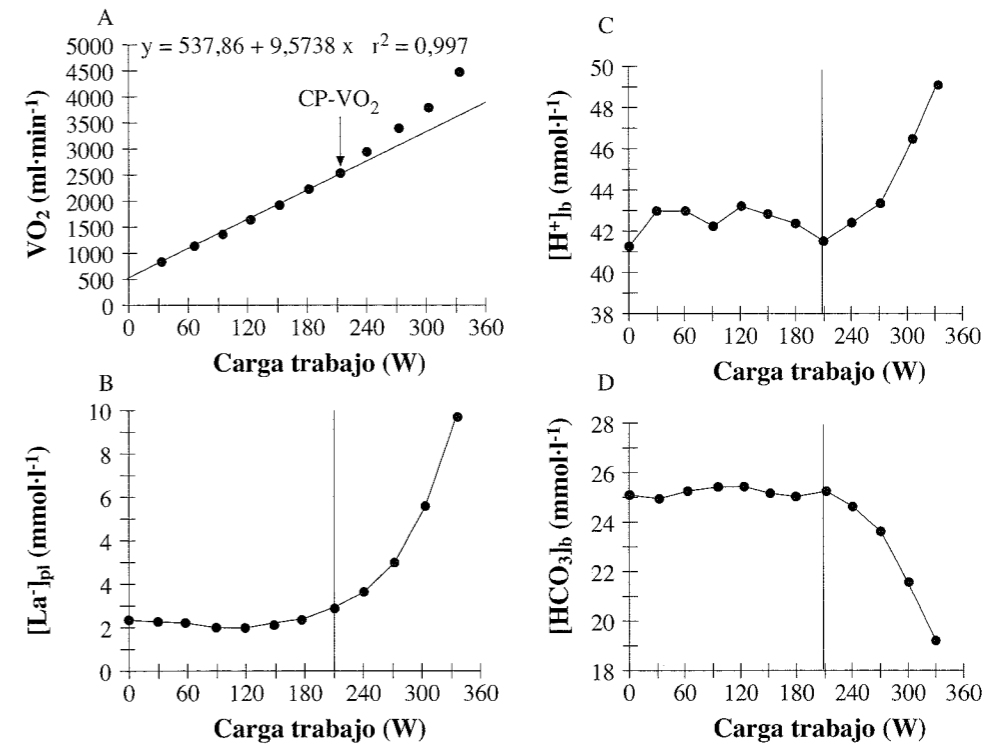 A
y = 537,86 + 9,5738 x r² = 0,997
CP-VO₂
VO₂ (ml·min⁻¹)
5000
4500
4000
3500
3000
2500
2000
1500
1000
500
0
0 60 120 180 240 300 360
Carga trabajo (W)
B
[La⁻]pl (mmol·l⁻¹)
10
8
6
4
2
0
0 60 120 180 240 300 360
Carga trabajo (W)
C
[H⁺]b (nmol·l⁻¹)
50
48
46
44
42
40
38
0 60 120 180 240 300 360
Carga trabajo (W)
D
[HCO₃]b (mmol·l⁻¹)
28
26
24
22
20
18
0 60 120 180 240 300 360
Carga trabajo (W)